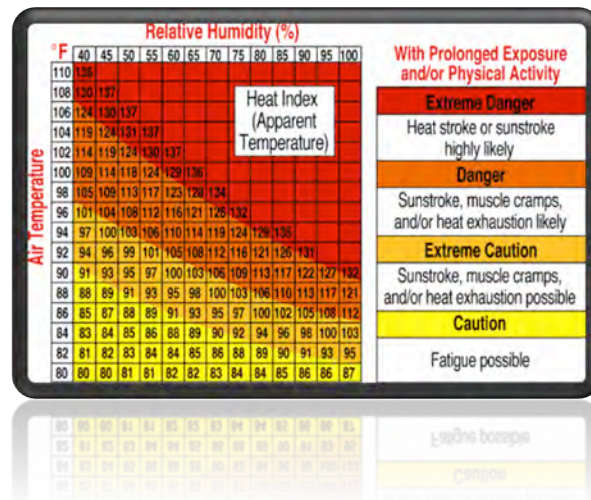 Relative Humidity (%)
°F 40 45 50 55 60 65 70 75 80 85 90 95 100
110 136
108 130 137
106 124 130 137
104 119 124 131 137
102 114 119 124 130 137
100 109 114 118 124 129 136
98 105 109 113 117 123 128 134
96 101 104 108 112 116 121 126 132
94 97 100 103 106 110 114 119 124 129 135
92 94 96 99 101 105 108 112 116 121 126 131
90 91 93 95 97 100 103 106 109 113 117 122 127 132
88 88 89 91 93 95 98 100 103 106 110 113 117 121
86 85 87 88 89 91 93 95 97 100 102 105 108 112
84 83 84 85 86 88 89 90 92 94 96 98 100 103
82 81 82 83 84 84 85 86 88 89 90 91 93 95
80 80 80 81 81 82 82 83 84 84 85 86 86 87
Air Temperature
Heat Index
(Apparent
Temperature)
With Prolonged Exposure
and/or Physical Activity
Extreme Danger
Heat stroke or sunstroke
highly likely
Danger
Sunstroke, muscle cramps,
and/or heat exhaustion likely
Extreme Caution
Sunstroke, muscle cramps,
and/or heat exhaustion possible
Caution
Fatigue possible